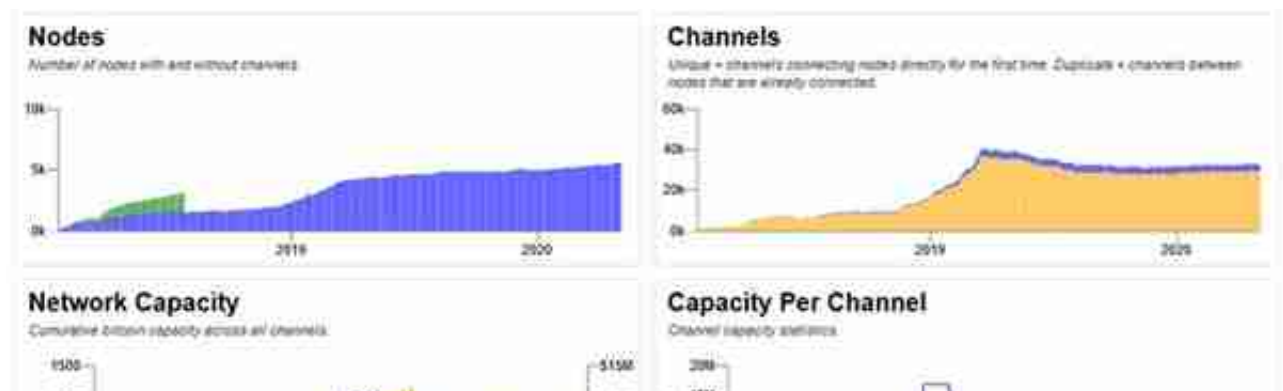 Nodes
Number of nodes with and without channels.
10k
5k
0k
2019
2020
Channels
Unique = channels connecting nodes directly for the first time. Duplicate = channels between
nodes that are already connected.
60k
40k
20k
0k
2019
2020
Network Capacity
Cumulative bitcoin capacity across all channels.
1500
$15M
Capacity Per Channel
Channel capacity statistics.
20M